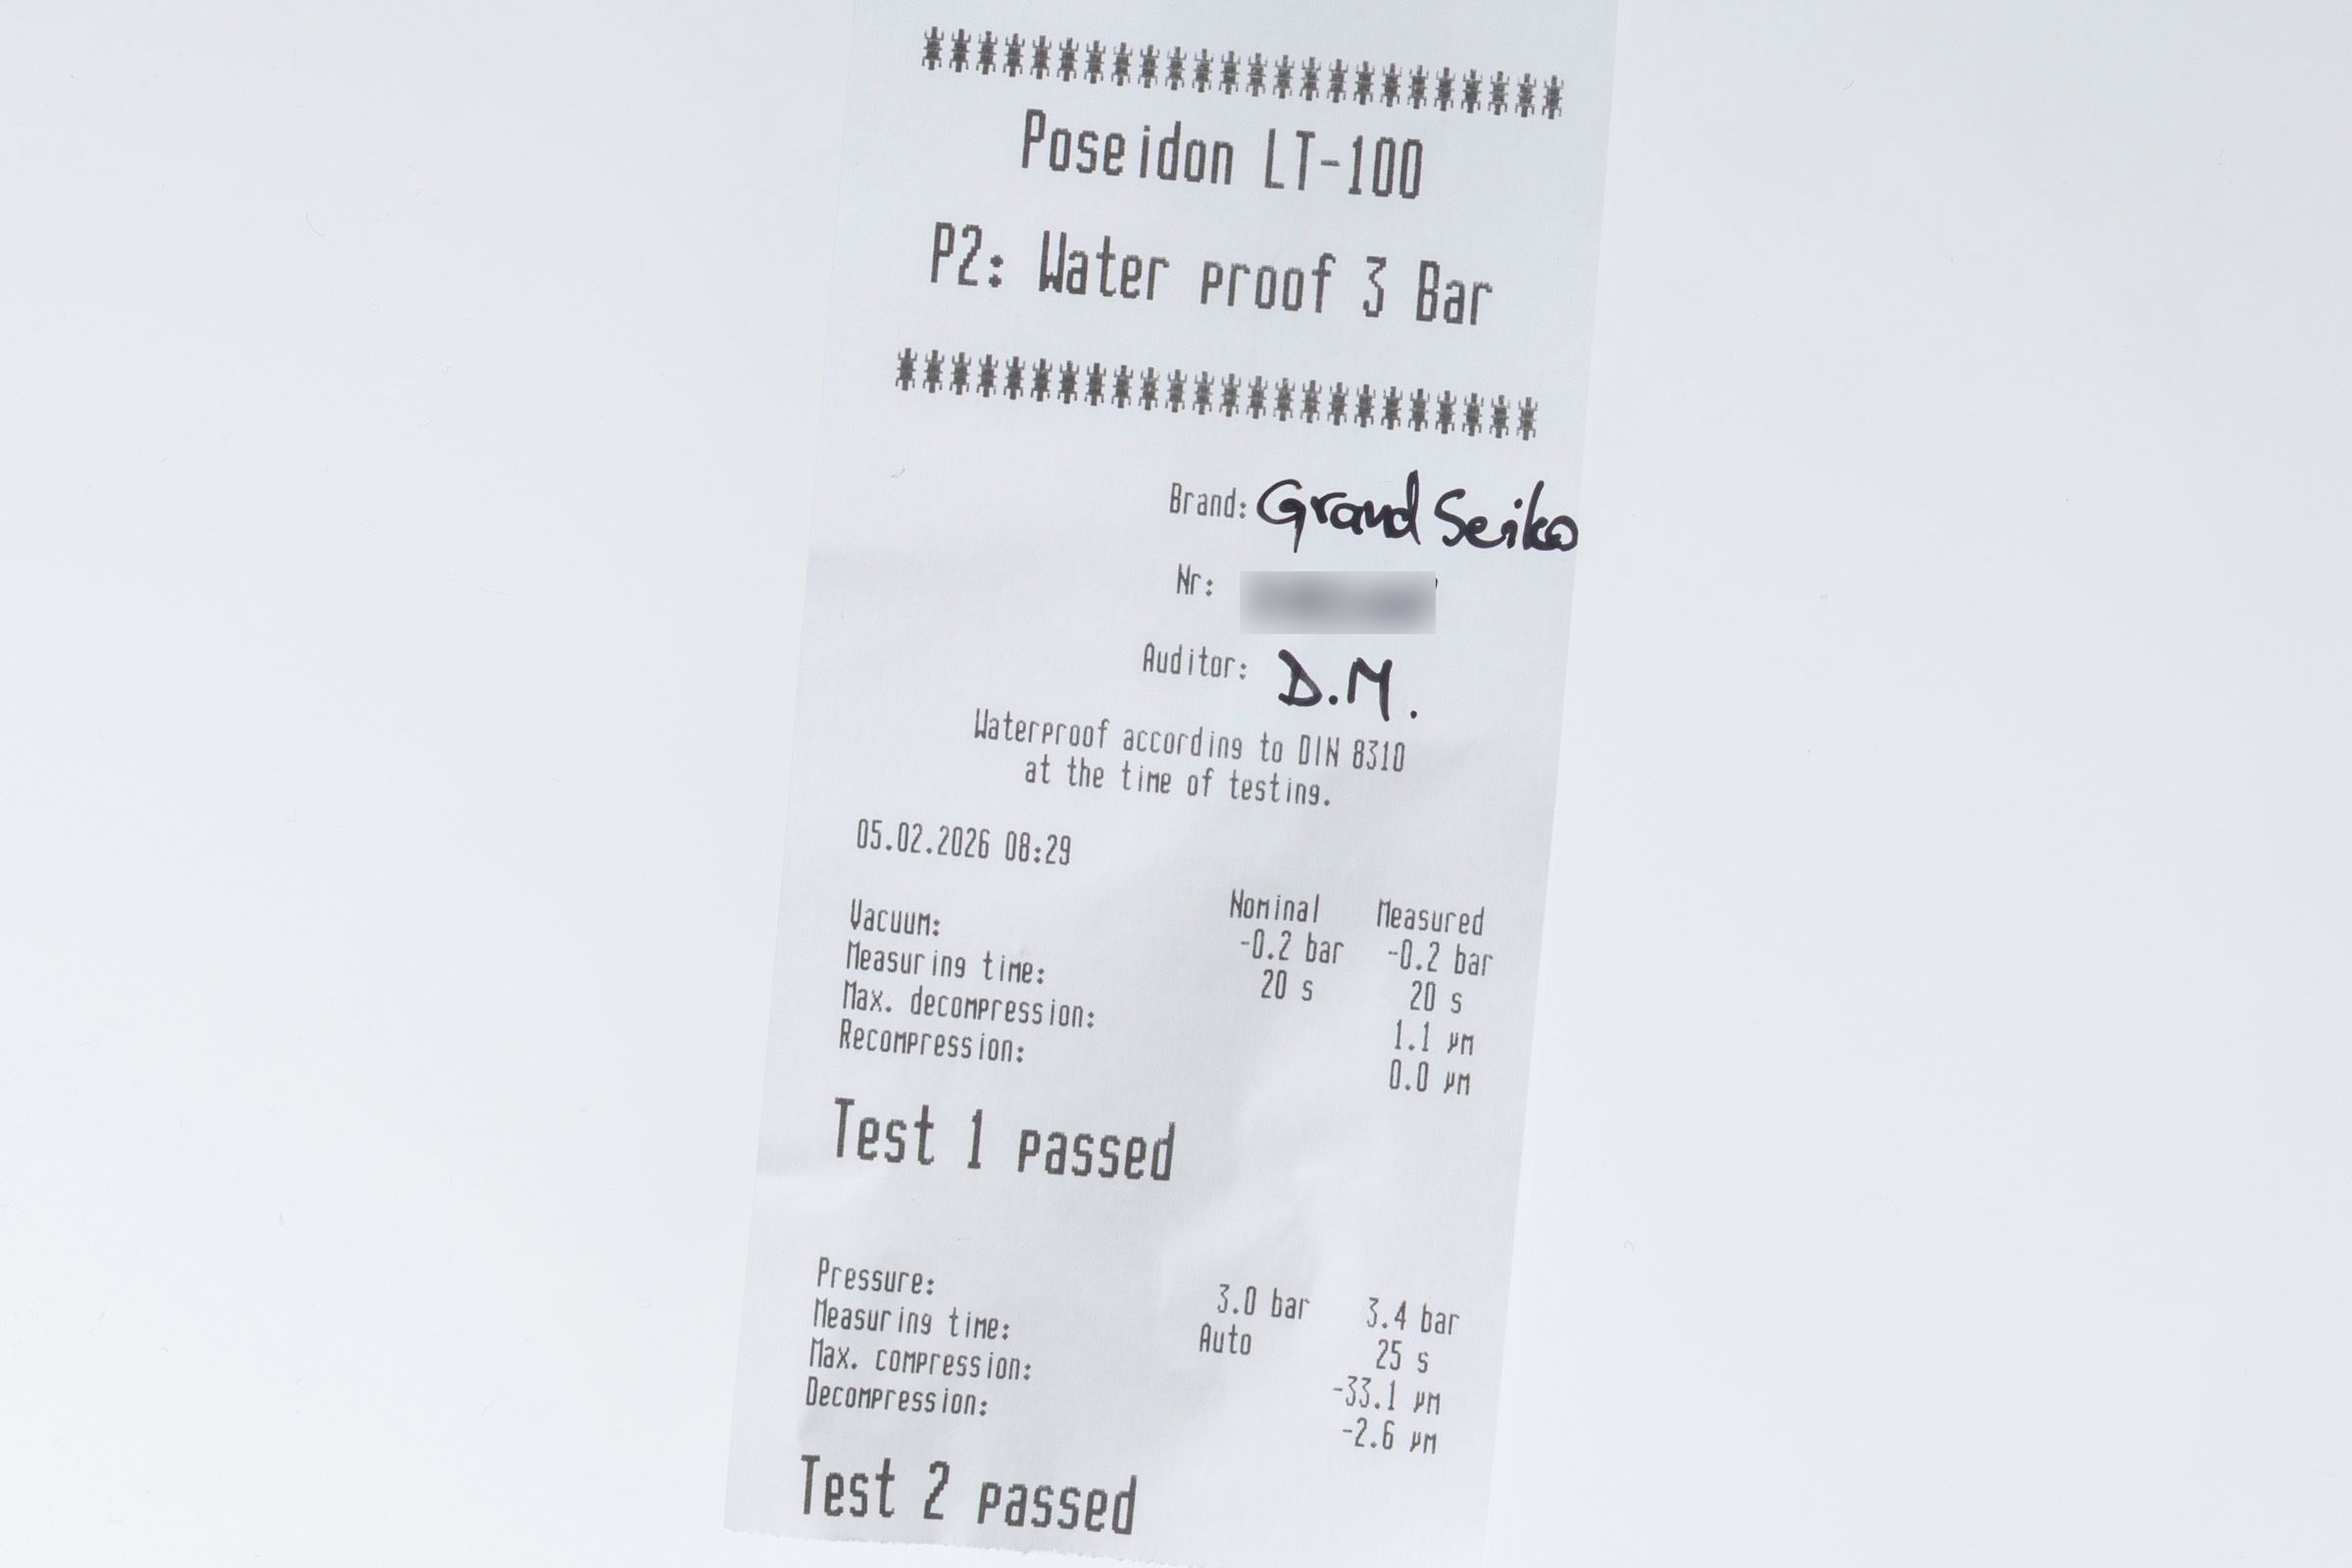 ************************
Poseidon LT-100
P2: Water proof 3 Bar
************************
Brand: Grand Seiko
Nr:
Auditor: D.M.
Waterproof according to DIN 8310
at the time of testing.
05.02.2026 08:29
Nominal Measured
Vacuum: -0.2 bar -0.2 bar
Measuring time: 20 s 20 s
Max. decompression: 1.1 µm
Recompression: 0.0 µm
Test 1 passed
Pressure: 3.0 bar 3.4 bar
Measuring time: Auto 25 s
Max. compression: -33.1 µm
Decompression: -2.6 µm
Test 2 passed